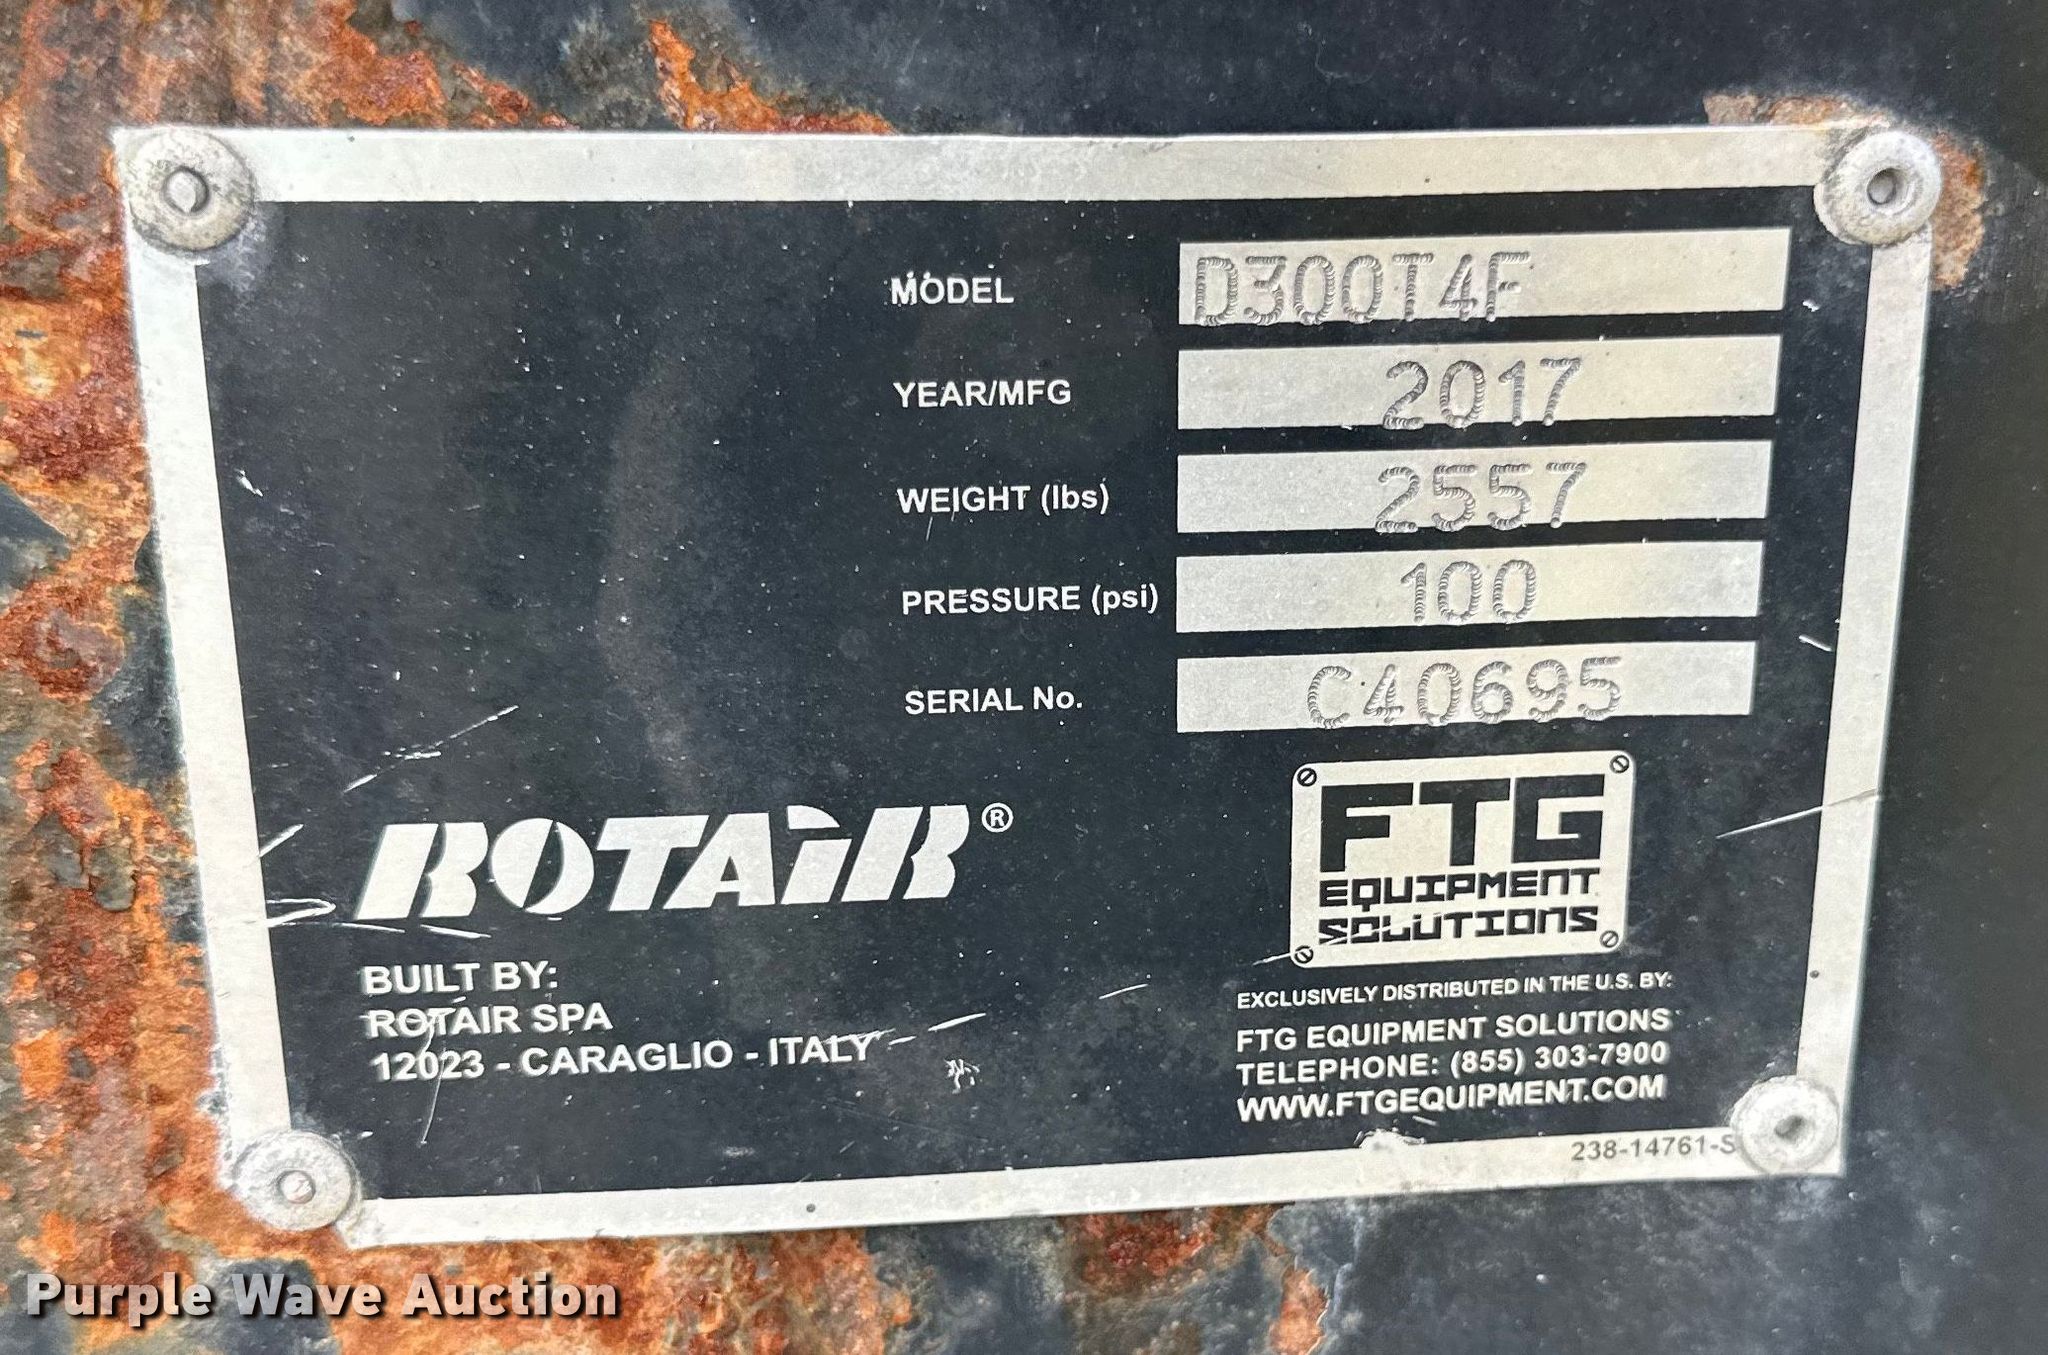 MODEL D300T4F
YEAR/MFG 2017
WEIGHT (lbs) 2557
PRESSURE (psi) 100
SERIAL No. C40695
ROTAIR®
BUILT BY:
ROTAIR SPA
12023 - CARAGLIO - ITALY
FTG
EQUIPMENT
SOLUTIONS
EXCLUSIVELY DISTRIBUTED IN THE U.S. BY:
FTG EQUIPMENT SOLUTIONS
TELEPHONE: (855) 303-7900
WWW.FTGEQUIPMENT.COM
238-14761-S
Purple Wave Auction